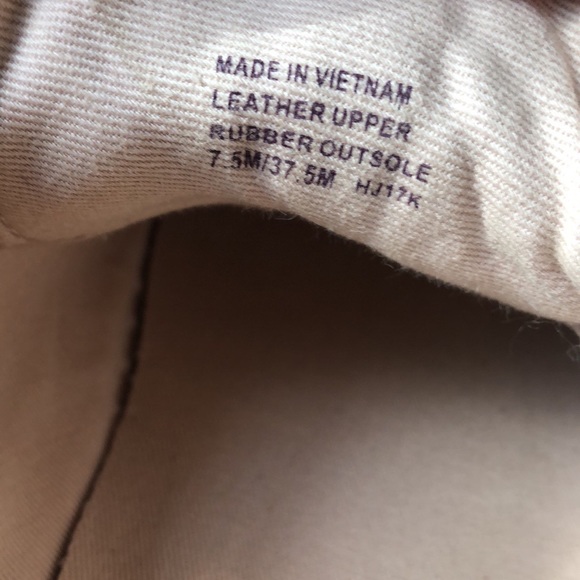 MADE IN VIETNAM
LEATHER UPPER
RUBBER OUTSOLE
7.5M/37.5M HJ17K